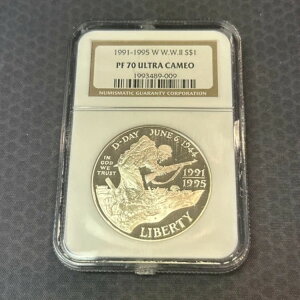 1991-1995 W W.W.II S$1
PF 70 ULTRA CAMEO
1993489-009
NUMISMATIC GUARANTY CORPORATION
D-DAY JUNE 6, 1944
IN
GOD
WE
TRUST
1991
1995
LIBERTY